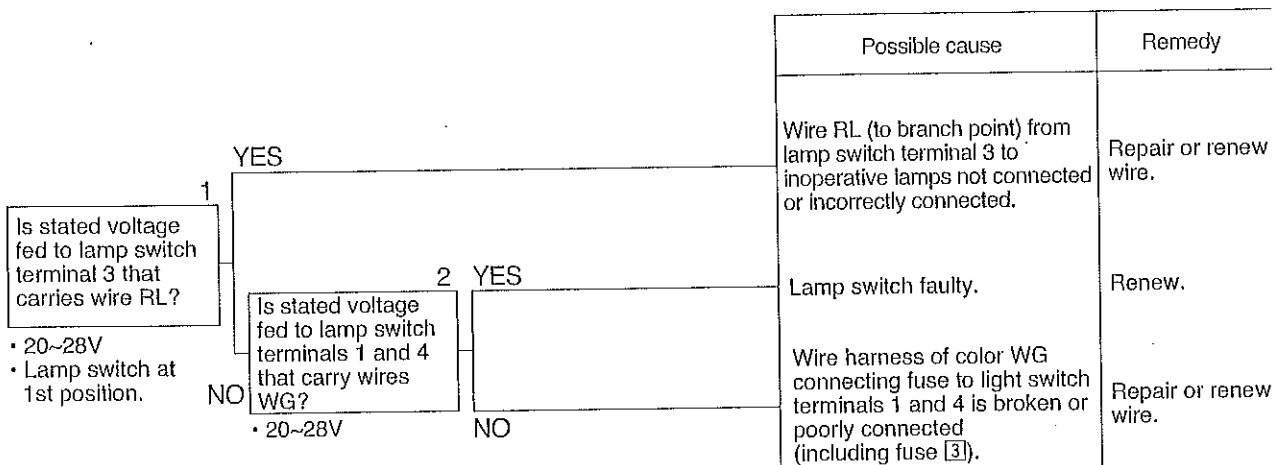 Possible cause
Remedy
YES
1
Is stated voltage
fed to lamp switch
terminal 3 that
carries wire RL?
• 20~28V
• Lamp switch at
1st position.
NO
2
YES
Is stated voltage
fed to lamp switch
terminals 1 and 4
that carry wires
WG?
• 20~28V
NO
Wire RL (to branch point) from
lamp switch terminal 3 to
inoperative lamps not connected
or incorrectly connected.
Repair or renew
wire.
Lamp switch faulty.
Renew.
Wire harness of color WG
connecting fuse to light switch
terminals 1 and 4 is broken or
poorly connected
(including fuse 3).
Repair or renew
wire.